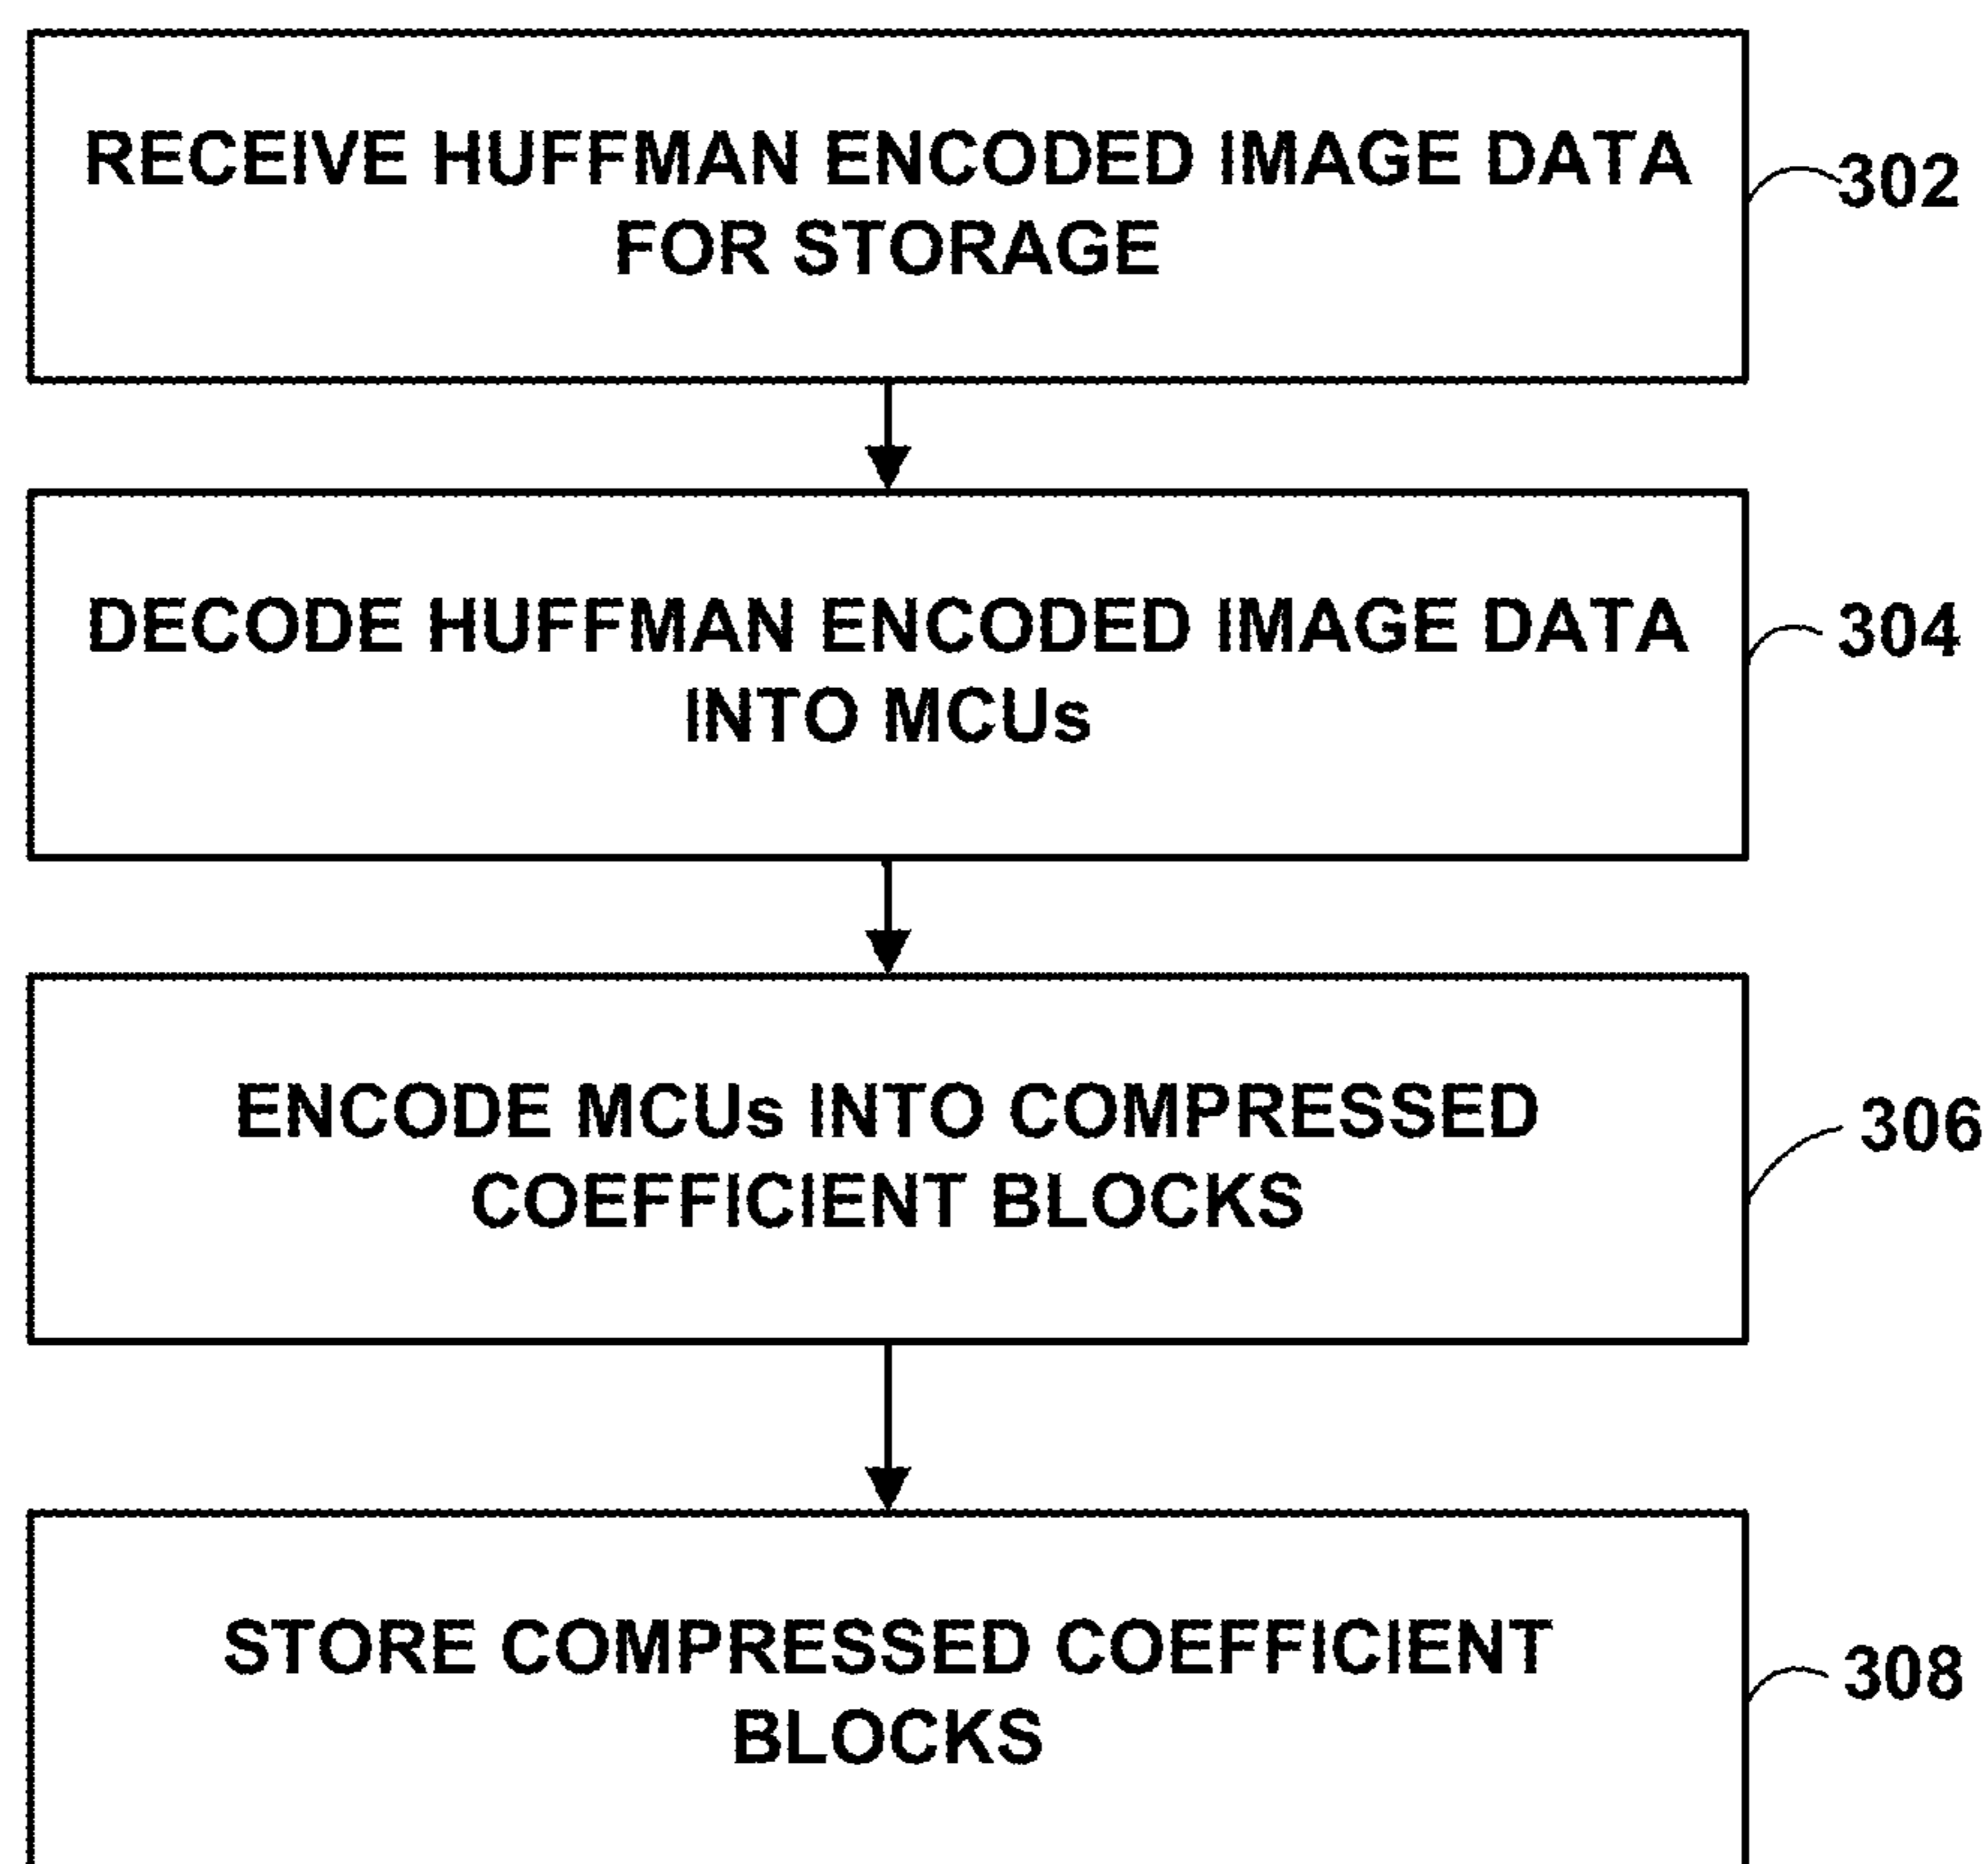 RECEIVE HUFFMAN ENCODED IMAGE DATA
FOR STORAGE
302
DECODE HUFFMAN ENCODED IMAGE DATA
INTO MCUs
304
ENCODE MCUs INTO COMPRESSED
COEFFICIENT BLOCKS
306
STORE COMPRESSED COEFFICIENT
BLOCKS
308